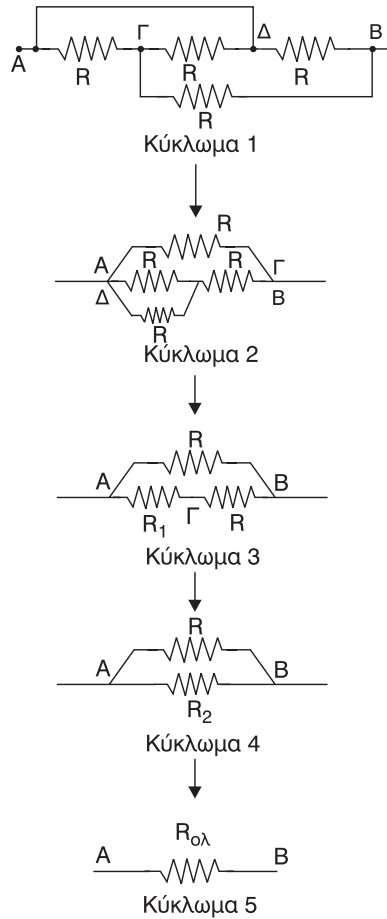 Α Γ Δ Β
R R R
R
Κύκλωμα 1
R
Α R R Γ
Δ Β
R
Κύκλωμα 2
R
Α Β
R1 Γ R
Κύκλωμα 3
R
Α Β
R2
Κύκλωμα 4
Rολ
Α Β
Κύκλωμα 5